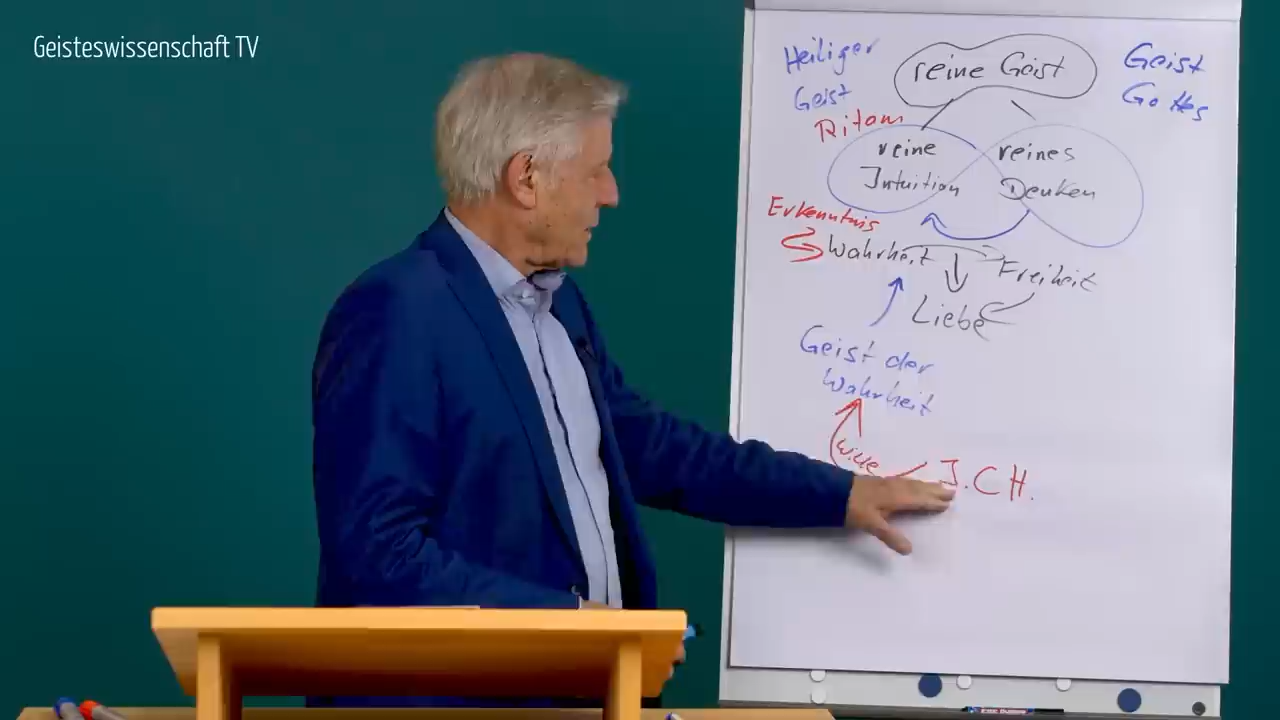 Geisteswissenschaft TV
Heiliger
Geist
reine Geist
Geist
Gottes
Ritam
reine
Intuition
reines
Denken
Erkenntnis
Wahrheit
Freiheit
Liebe
Geist der
Wahrheit
Wille
I.C H.